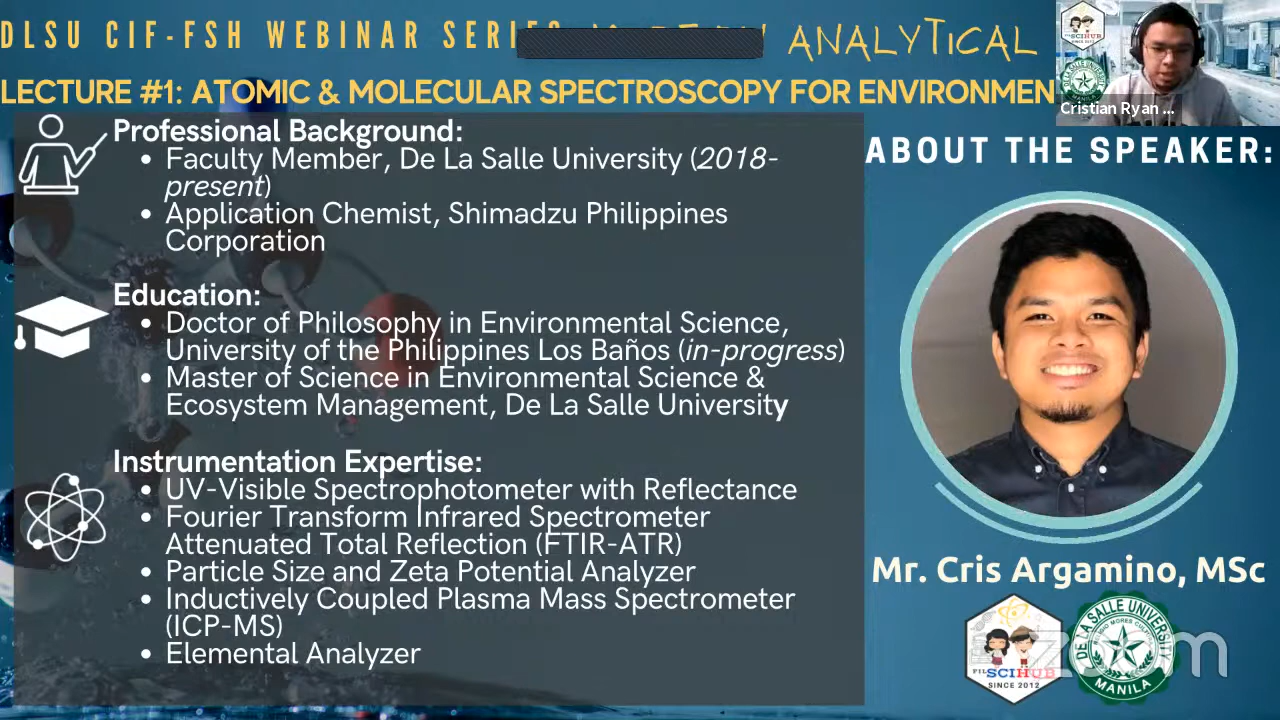 DLSU CIF-FSH WEBINAR SERI
ANALYTICAL
LECTURE #1: ATOMIC & MOLECULAR SPECTROSCOPY FOR ENVIRONMEN
Cristian Ryan ...
Professional Background:
• Faculty Member, De La Salle University (2018-
present)
• Application Chemist, Shimadzu Philippines
Corporation
Education:
• Doctor of Philosophy in Environmental Science,
University of the Philippines Los Baños (in-progress)
• Master of Science in Environmental Science &
Ecosystem Management, De La Salle University
Instrumentation Expertise:
• UV-Visible Spectrophotometer with Reflectance
• Fourier Transform Infrared Spectrometer
Attenuated Total Reflection (FTIR-ATR)
• Particle Size and Zeta Potential Analyzer
• Inductively Coupled Plasma Mass Spectrometer
(ICP-MS)
• Elemental Analyzer
ABOUT THE SPEAKER:
Mr. Cris Argamino, MSc
FILSCIHUB
SINCE 2012
DE LA SALLE UNIVERSITY
MANILA
zoom